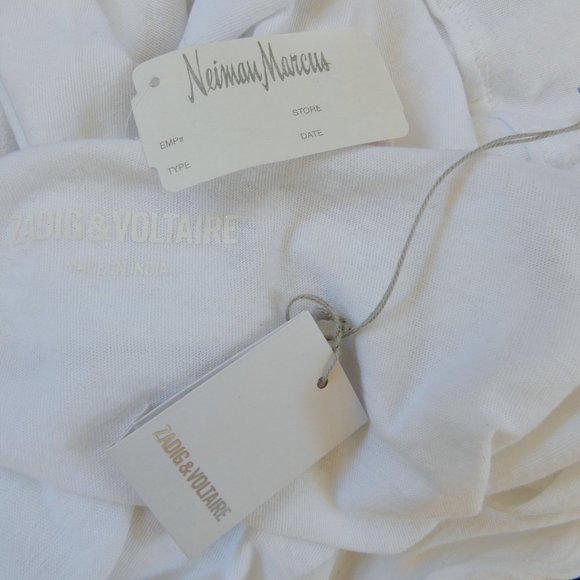 Neiman Marcus
STORE
EMP#
DATE
TYPE
ZADIG & VOLTAIRE
MADE IN INDIA
ZADIG & VOLTAIRE